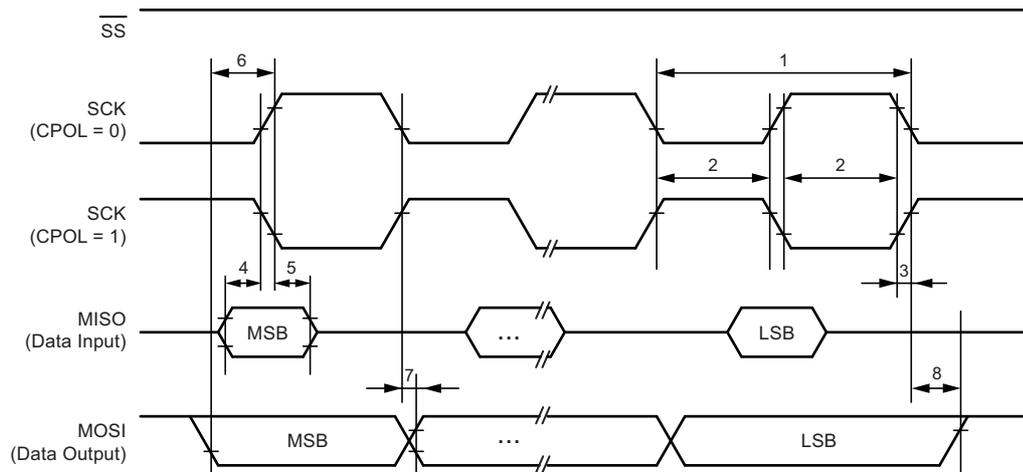 SS
6
1
SCK
(CPOL = 0)
2
2
SCK
(CPOL = 1)
4
5
3
MISO
(Data Input)
MSB
...
LSB
7
8
MOSI
(Data Output)
MSB
...
LSB